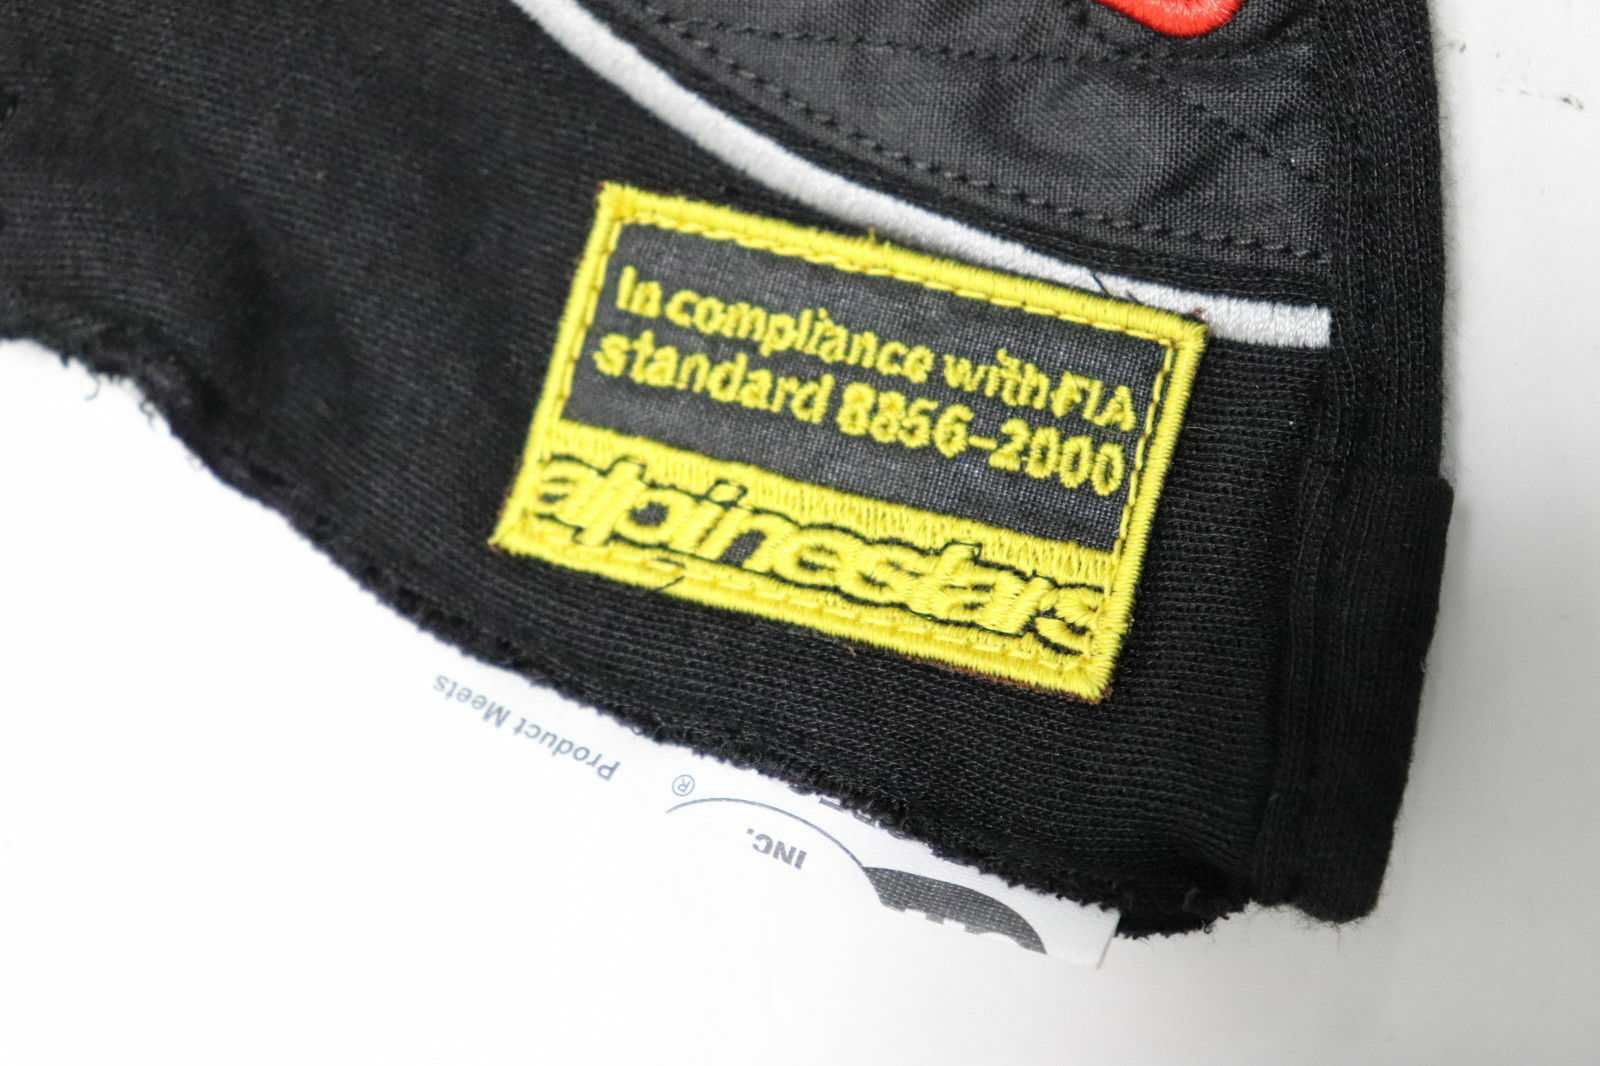 In compliance with FIA
standard 8856-2000
alpinestars
Product Meets
®
INC.